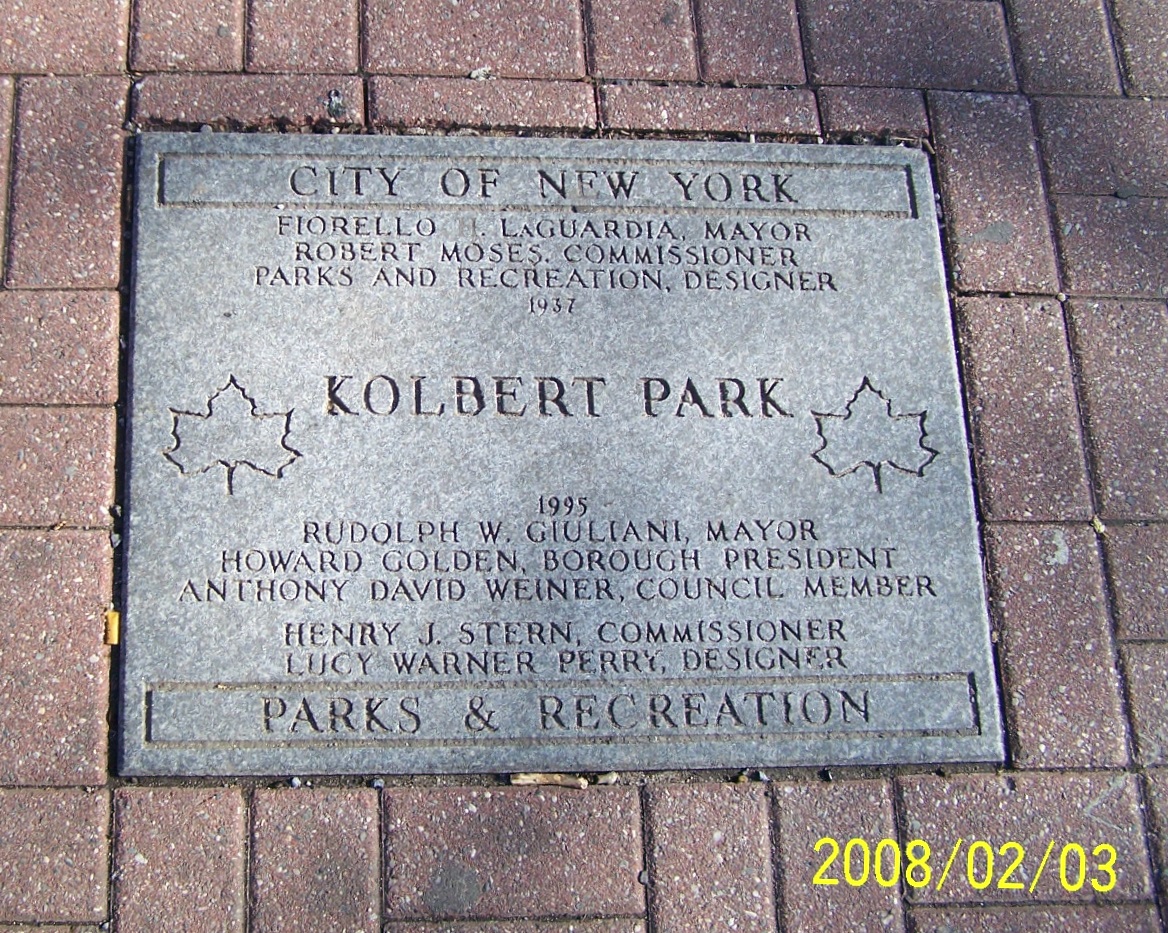 CITY OF NEW YORK
FIORELLO H. LAGUARDIA, MAYOR
ROBERT MOSES, COMMISSIONER
PARKS AND RECREATION, DESIGNER
1937
KOLBERT PARK
1995
RUDOLPH W. GIULIANI, MAYOR
HOWARD GOLDEN, BOROUGH PRESIDENT
ANTHONY DAVID WEINER, COUNCIL MEMBER
HENRY J. STERN, COMMISSIONER
LUCY WARNER PERRY, DESIGNER
PARKS & RECREATION
2008/02/03